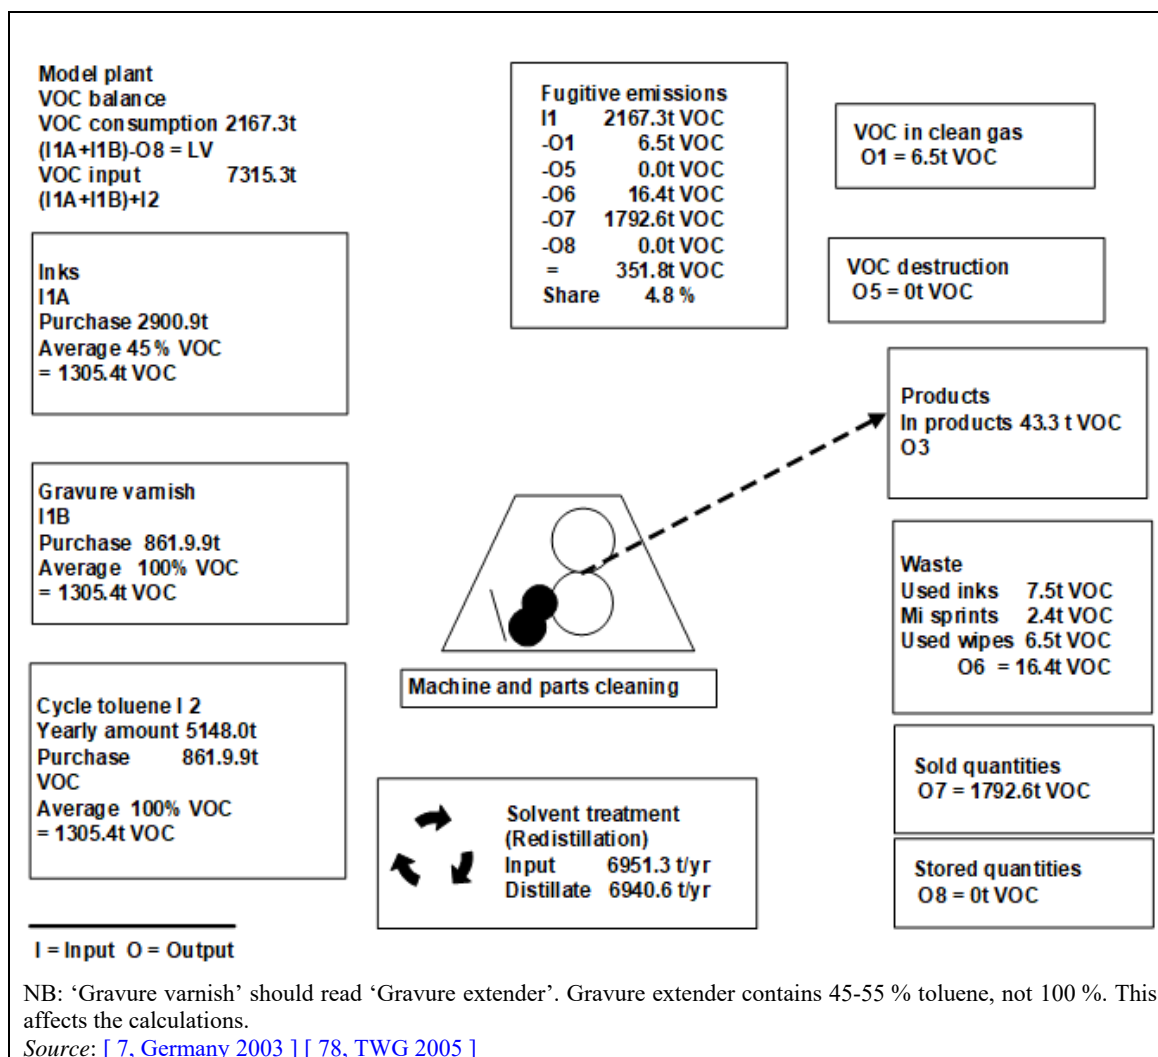 Model plant
VOC balance
VOC consumption 2167.3t
(I1A+I1B)-O8 = LV
VOC input 7315.3t
(I1A+I1B)+I2
Inks
I1A
Purchase 2900.9t
Average 45% VOC
= 1305.4t VOC
Gravure varnish
I1B
Purchase 861.9.9t
Average 100% VOC
= 1305.4t VOC
Cycle toluene I 2
Yearly amount 5148.0t
Purchase 861.9.9t
VOC
Average 100% VOC
= 1305.4t VOC
I = Input O = Output
Fugitive emissions
I1 2167.3t VOC
-O1 6.5t VOC
-O5 0.0t VOC
-O6 16.4t VOC
-O7 1792.6t VOC
-O8 0.0t VOC
= 351.8t VOC
Share 4.8 %
Machine and parts cleaning
Solvent treatment
(Redistillation)
Input 6951.3 t/yr
Distillate 6940.6 t/yr
VOC in clean gas
O1 = 6.5t VOC
VOC destruction
O5 = 0t VOC
Products
In products 43.3 t VOC
O3
Waste
Used inks 7.5t VOC
Mi sprints 2.4t VOC
Used wipes 6.5t VOC
O6 = 16.4t VOC
Sold quantities
O7 = 1792.6t VOC
Stored quantities
O8 = 0t VOC
NB: ‘Gravure varnish’ should read ‘Gravure extender’. Gravure extender contains 45-55 % toluene, not 100 %. This
affects the calculations.
Source: [ 7, Germany 2003 ] [ 78, TWG 2005 ]